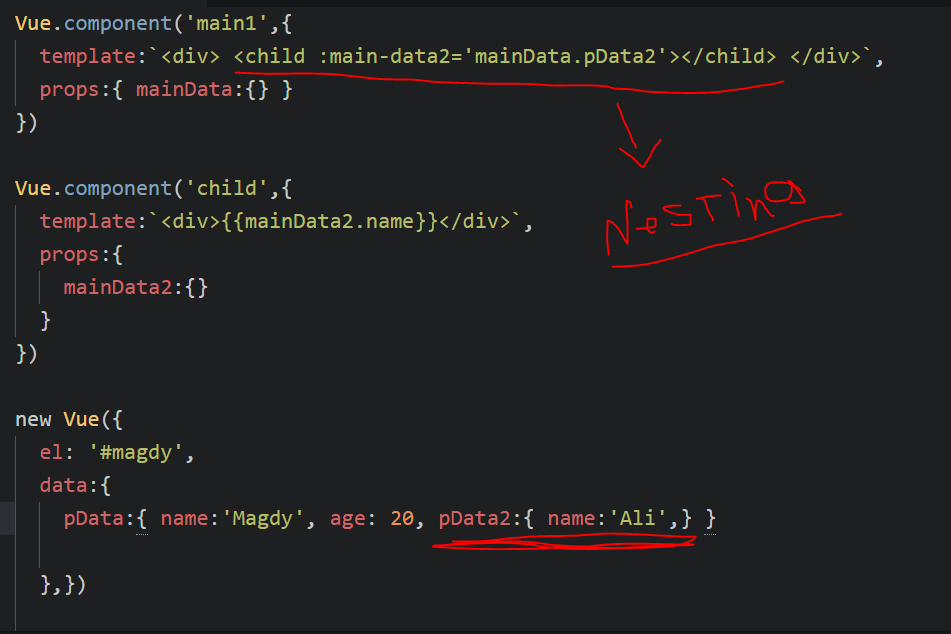 Vue.component('main1',{
  template:`<div> <child :main-data2='mainData.pData2'></child> </div>`,
  props:{ mainData:{} }
})
Vue.component('child',{
  template:`<div>{{mainData2.name}}</div>`,
  props:{
    mainData2:{}
  }
})
Nesting
new Vue({
  el: '#magdy',
  data:{
    pData:{ name:'Magdy', age: 20, pData2:{ name:'Ali',} }
  },})